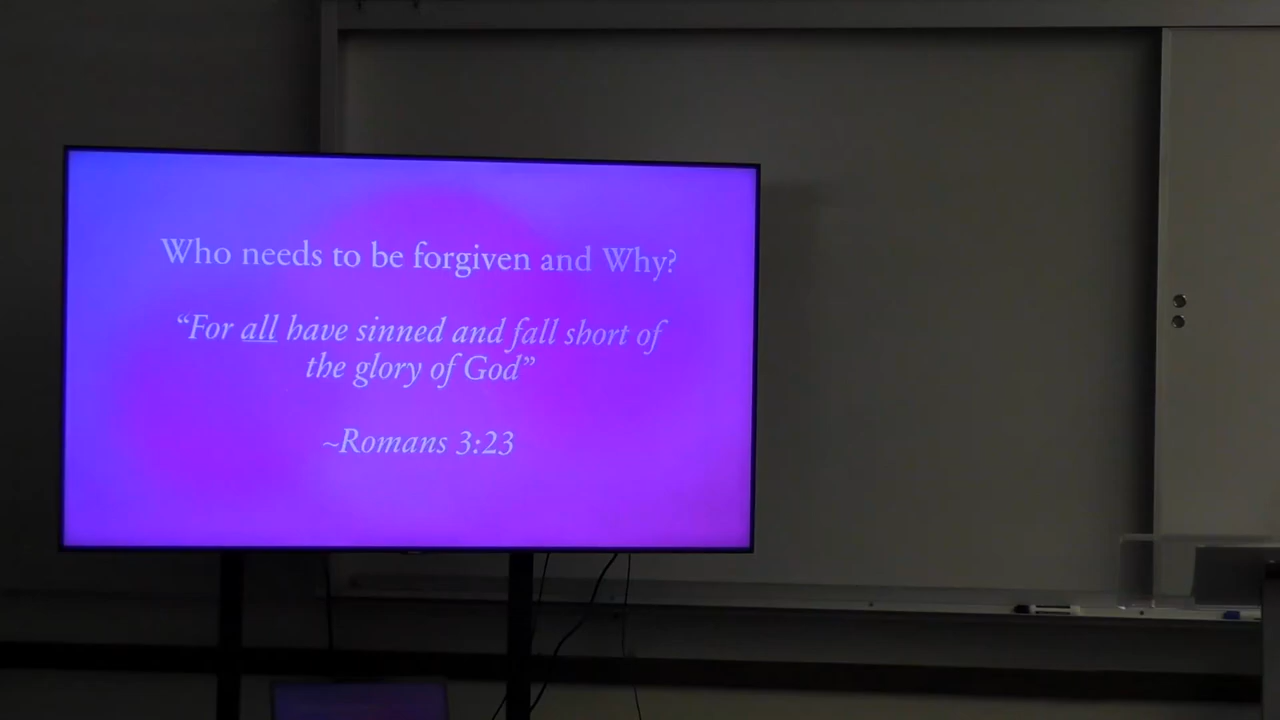 Who needs to be forgiven and Why?
“For all have sinned and fall short of
the glory of God”
~Romans 3:23